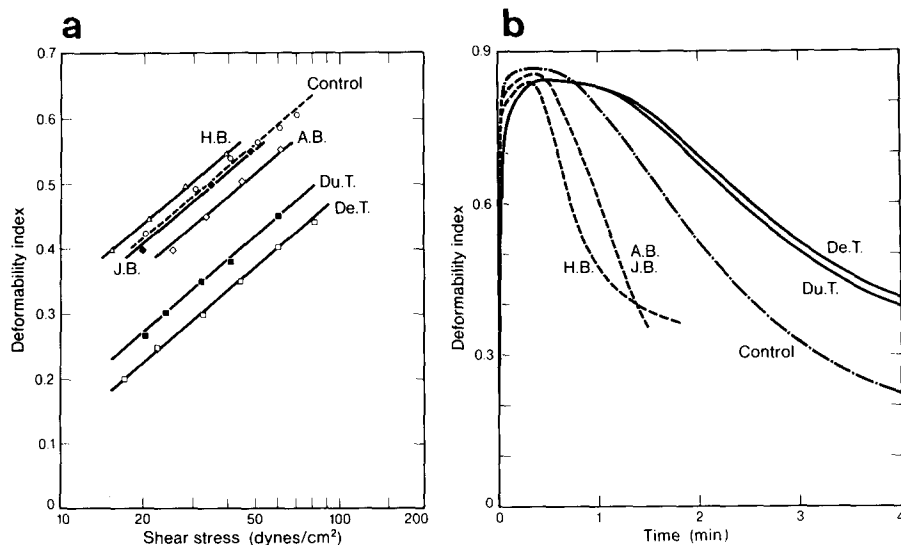 a
0.7
0.6
0.5
0.4
0.3
0.2
0.1
0
10
20
50
100
200
Deformability index
Shear stress (dynes/cm²)
Control
H.B.
A.B.
J.B.
Du.T.
De.T.
b
0.9
0.6
0.3
0
0
1
2
3
4
Deformability index
Time (min)
H.B.
A.B.
J.B.
De.T.
Du.T.
Control